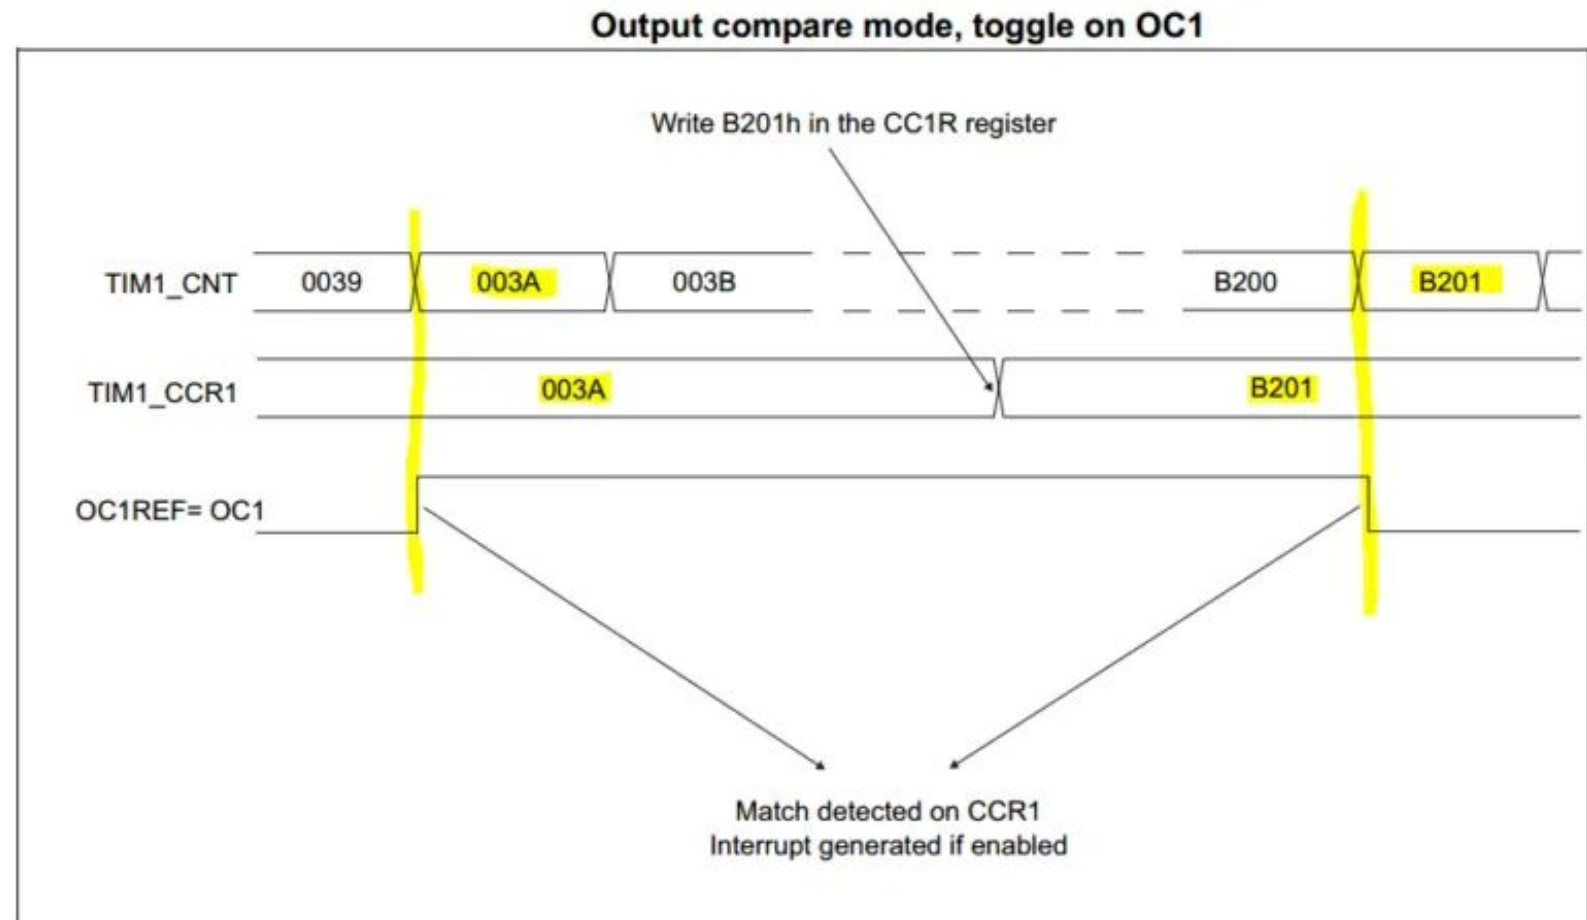 Output compare mode, toggle on OC1
Write B201h in the CC1R register
TIM1_CNT 0039 003A 003B B200 B201
TIM1_CCR1 003A B201
OC1REF= OC1
Match detected on CCR1
Interrupt generated if enabled